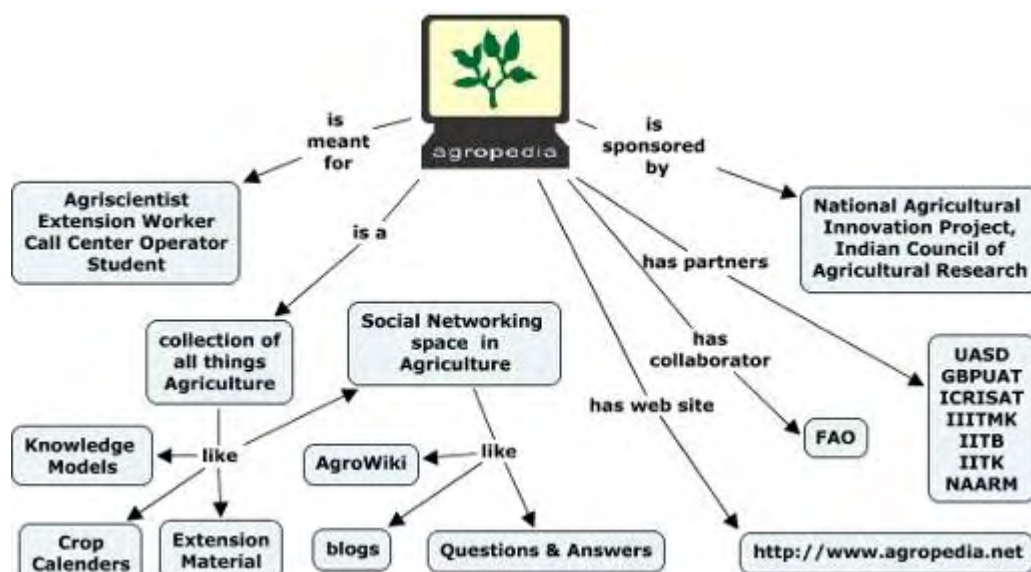 agropedia
is
meant
for
is
sponsored
by
Agriscientist
Extension Worker
Call Center Operator
Student
National Agricultural
Innovation Project,
Indian Council of
Agricultural Research
is a
has partners
collection of
all things
Agriculture
Social Networking
space in
Agriculture
has
collaborator
UASD
GBPUAT
ICRISAT
IIITMK
IITB
IITK
NAARM
has web site
FAO
Knowledge
Models
like
AgroWiki
like
Crop
Calenders
Extension
Material
blogs
Questions & Answers
http://www.agropedia.net